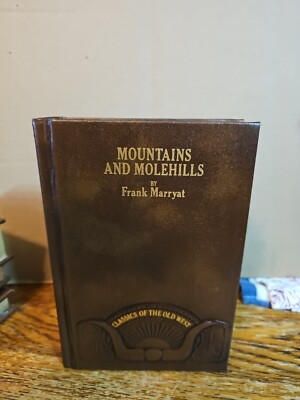 MOUNTAINS
AND MOLEHILLS
BY
Frank Marryat
CLASSICS OF THE OLD WEST